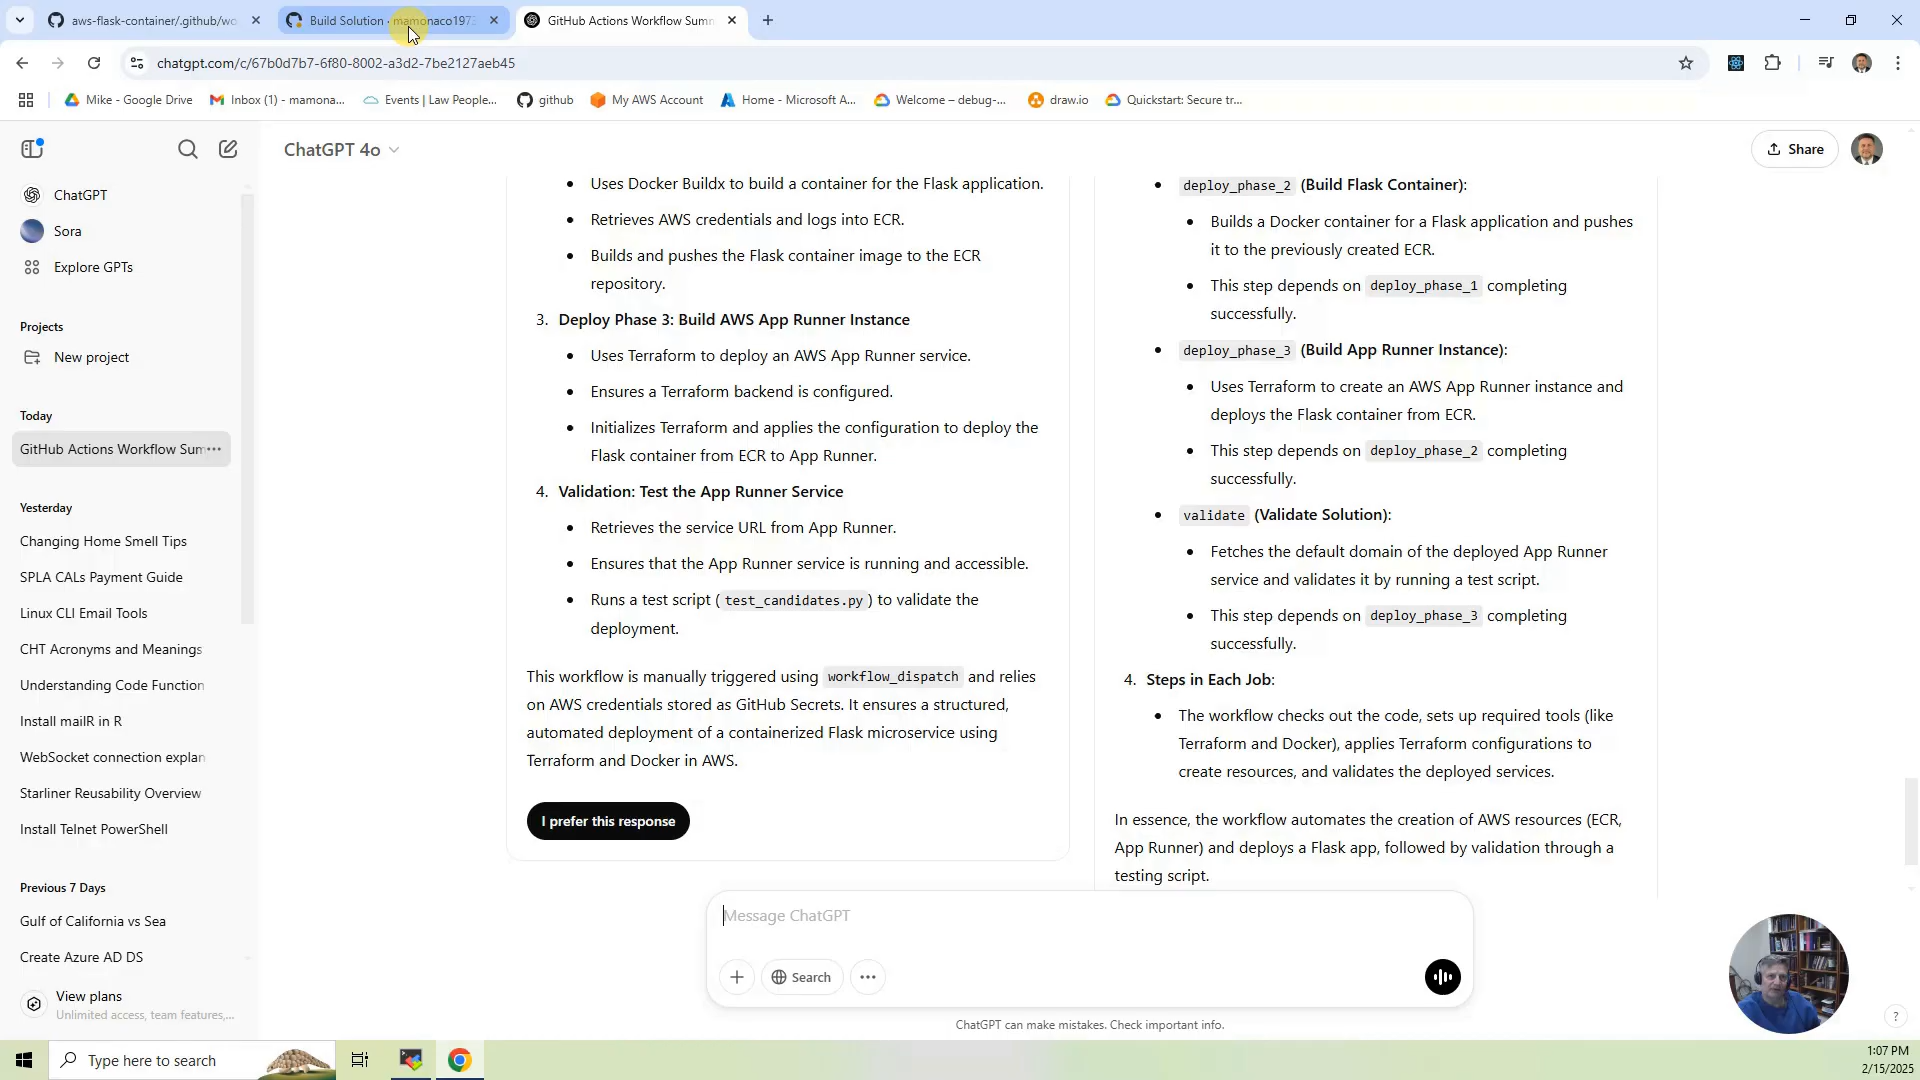 aws-flask-container/.github/wo
Build Solution · mamonaco1973
GitHub Actions Workflow Summ
chatgpt.com/c/67b0d7b7-6f80-8002-a3d2-7be2127aeb45
Mike - Google Drive
Inbox (1) - mamona...
Events | Law People...
github
My AWS Account
Home - Microsoft A...
Welcome – debug-...
draw.io
Quickstart: Secure tr...
ChatGPT 4o
Share
ChatGPT
Sora
Explore GPTs
Projects
New project
Today
GitHub Actions Workflow Sum
Yesterday
Changing Home Smell Tips
SPLA CALs Payment Guide
Linux CLI Email Tools
CHT Acronyms and Meanings
Understanding Code Function
Install mailR in R
WebSocket connection explan
Starliner Reusability Overview
Install Telnet PowerShell
Previous 7 Days
Gulf of California vs Sea
Create Azure AD DS
View plans
Unlimited access, team features,...
• Uses Docker Buildx to build a container for the Flask application.
• Retrieves AWS credentials and logs into ECR.
• Builds and pushes the Flask container image to the ECR
repository.
3. Deploy Phase 3: Build AWS App Runner Instance
• Uses Terraform to deploy an AWS App Runner service.
• Ensures a Terraform backend is configured.
• Initializes Terraform and applies the configuration to deploy the
Flask container from ECR to App Runner.
4. Validation: Test the App Runner Service
• Retrieves the service URL from App Runner.
• Ensures that the App Runner service is running and accessible.
• Runs a test script ( test_candidates.py ) to validate the
deployment.
This workflow is manually triggered using workflow_dispatch and relies
on AWS credentials stored as GitHub Secrets. It ensures a structured,
automated deployment of a containerized Flask microservice using
Terraform and Docker in AWS.
I prefer this response
• deploy_phase_2 (Build Flask Container):
• Builds a Docker container for a Flask application and pushes
it to the previously created ECR.
• This step depends on deploy_phase_1 completing
successfully.
• deploy_phase_3 (Build App Runner Instance):
• Uses Terraform to create an AWS App Runner instance and
deploys the Flask container from ECR.
• This step depends on deploy_phase_2 completing
successfully.
• validate (Validate Solution):
• Fetches the default domain of the deployed App Runner
service and validates it by running a test script.
• This step depends on deploy_phase_3 completing
successfully.
4. Steps in Each Job:
• The workflow checks out the code, sets up required tools (like
Terraform and Docker), applies Terraform configurations to
create resources, and validates the deployed services.
In essence, the workflow automates the creation of AWS resources (ECR,
App Runner) and deploys a Flask app, followed by validation through a
testing script.
Message ChatGPT
Search
ChatGPT can make mistakes. Check important info.
?
Type here to search
1:07 PM
2/15/2025